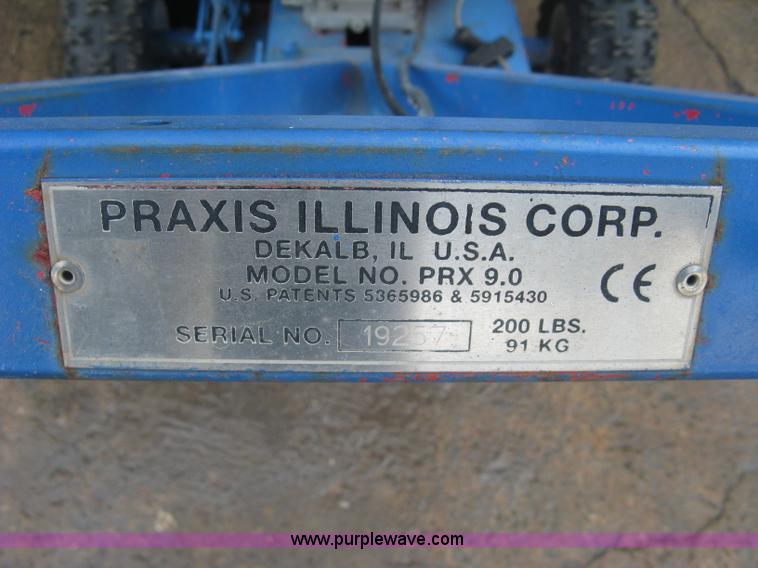 PRAXIS ILLINOIS CORP.
DEKALB, IL U.S.A.
MODEL NO. PRX 9.0
U.S. PATENTS 5365986 & 5915430
CE
SERIAL NO. 19257 200 LBS.
91 KG
www.purplewave.com